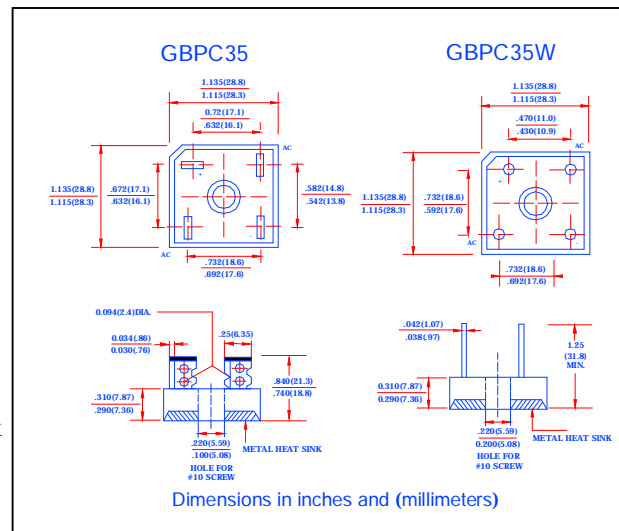 GBPC35
GBPC35W
1.135(28.8)
1.115(28.3)
0.72(17.1)
.632(16.1)
AC
1.135(28.8)
1.115(28.3)
.672(17.1)
.632(16.1)
+
.582(14.8)
.542(13.8)
-
AC
.732(18.6)
.692(17.6)
1.135(28.8)
1.115(28.3)
.470(11.0)
.430(10.9)
AC
1.135(28.8)
1.115(28.3)
.732(18.6)
.592(17.6)
+
AC
-
.732(18.6)
.692(17.6)
0.094(2.4)DIA.
0.034(.86)
0.030(.76)
.25(6.35)
.310(7.87)
.290(7.36)
.840(21.3)
.740(18.8)
.220(5.59)
.100(5.08)
METAL HEAT SINK
HOLE FOR
#10 SCREW
.042(1.07)
.038(.97)
1.25
(31.8)
MIN.
0.310(7.87)
0.290(7.36)
.220(5.59)
0.200(5.08)
METAL HEAT SINK
HOLE FOR
#10 SCREW
Dimensions in inches and (millimeters)